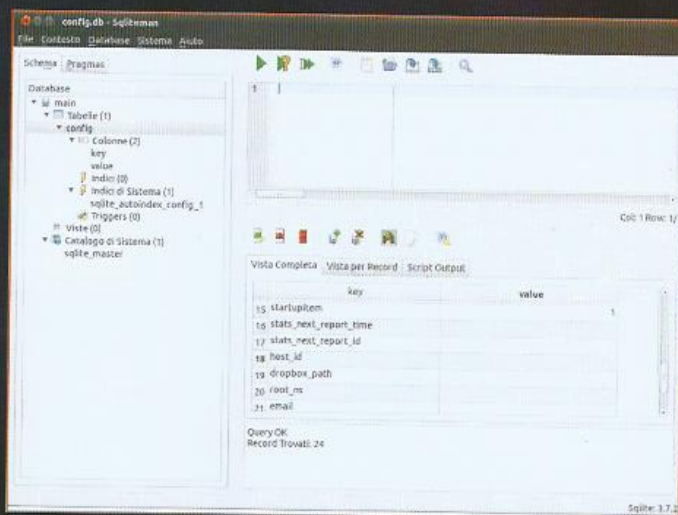 config.db - Sqliteman
File Contesto Database Sistema Aiuto
Schema Pragmas
Database
main
Tabelle (1)
config
Colonne (2)
key
value
Indici (0)
Indici di Sistema (1)
sqlite_autoindex_config_1
Triggers (0)
Viste (0)
Catalogo di Sistema (1)
sqlite_master
1
Col: 1 Row: 1/
Vista Completa Vista per Record Script Output
key value
15 startupitem 1
16 stats_next_report_time
17 stats_next_report_id
18 host_id
19 dropbox_path
20 root_ns
21 email
Query OK
Record Trovati: 24
Sqlite: 3.7.2